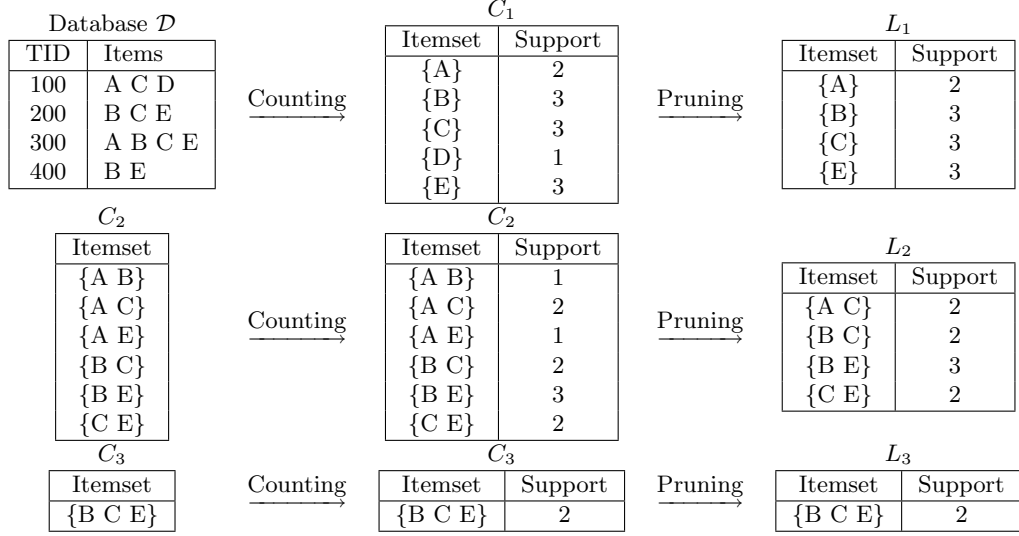 Database 𝒟
TID Items
100 A C D
200 B C E
300 A B C E
400 B E
Counting
C₁
Itemset Support
{A} 2
{B} 3
{C} 3
{D} 1
{E} 3
Pruning
L₁
Itemset Support
{A} 2
{B} 3
{C} 3
{E} 3
C₂
Itemset
{A B}
{A C}
{A E}
{B C}
{B E}
{C E}
Counting
C₂
Itemset Support
{A B} 1
{A C} 2
{A E} 1
{B C} 2
{B E} 3
{C E} 2
Pruning
L₂
Itemset Support
{A C} 2
{B C} 2
{B E} 3
{C E} 2
C₃
Itemset
{B C E}
Counting
C₃
Itemset Support
{B C E} 2
Pruning
L₃
Itemset Support
{B C E} 2